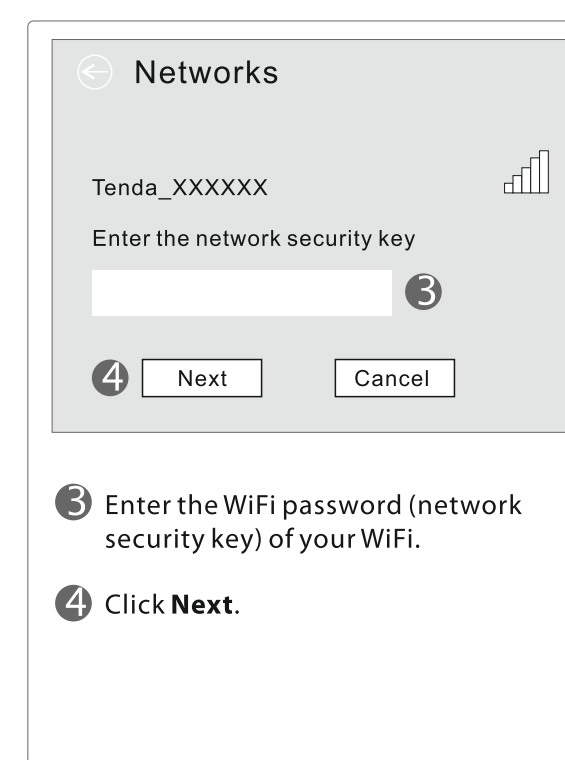 Networks
Tenda_XXXXXX
Enter the network security key
3
4 Next Cancel
3 Enter the WiFi password (network
security key) of your WiFi.
4 Click Next.